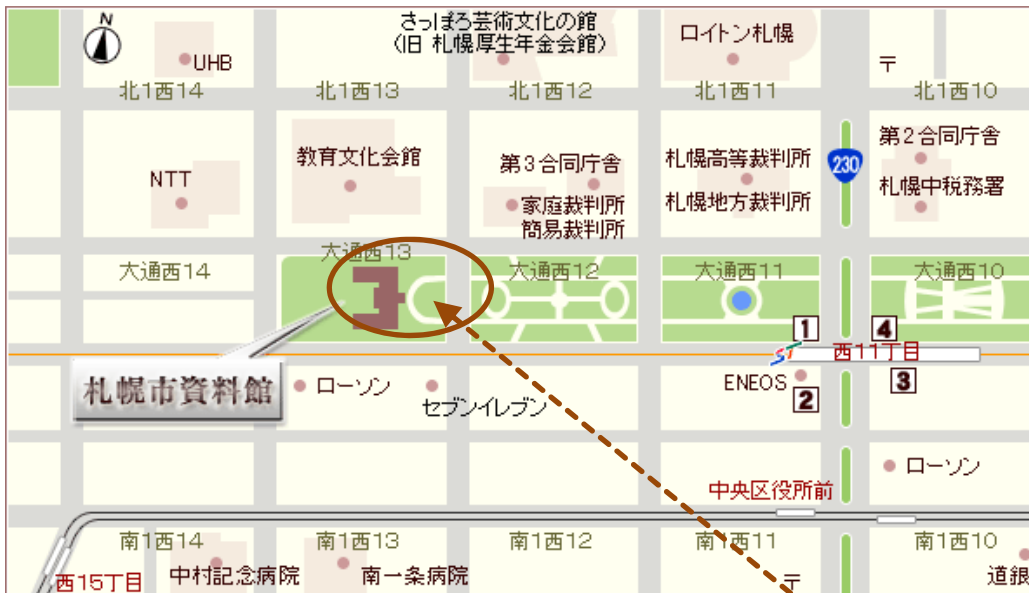 N
さっぽろ芸術文化の館
(旧 札幌厚生年金会館)
ロイトン札幌
UHB
〒
北1西14
北1西13
北1西12
北1西11
北1西10
第2合同庁舎
教育文化会館
第3合同庁舎
札幌高等裁判所
230
NTT
札幌中税務署
家庭裁判所
札幌地方裁判所
簡易裁判所
大通西13
大通西14
大通西12
大通西11
大通西10
1
4
ST
西11丁目
札幌市資料館
ローソン
ENEOS
2
3
セブンイレブン
ローソン
中央区役所前
南1西14
南1西13
南1西12
南1西11
南1西10
西15丁目
中村記念病院
南一条病院
〒
道銀